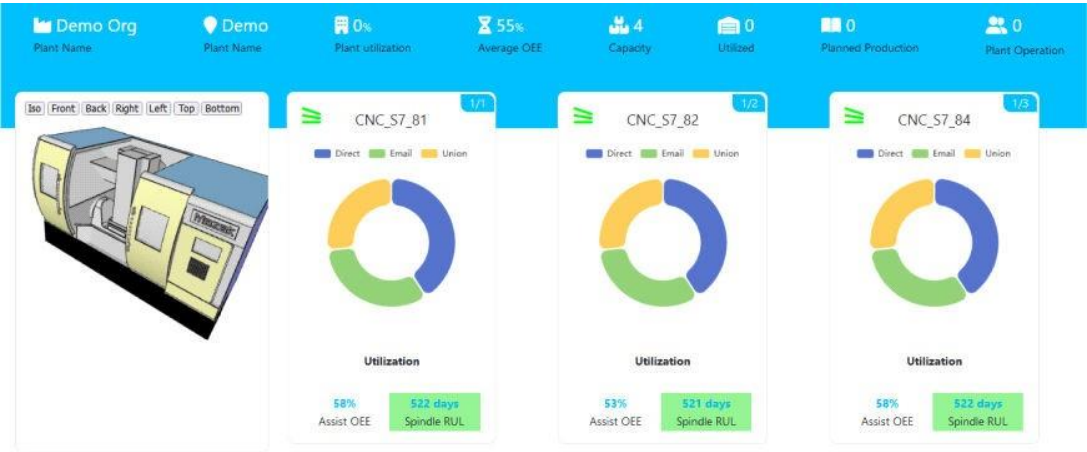 Demo Org
Plant Name
Demo
Plant Name
0%
Plant utilization
55%
Average OEE
4
Capacity
0
Utilized
0
Planned Production
0
Plant Operation
Iso Front Back Right Left Top Bottom
Mazak
1/1
CNC_S7_81
Direct Email Union
Utilization
58%
Assist OEE
522 days
Spindle RUL
1/2
CNC_S7_82
Direct Email Union
Utilization
53%
Assist OEE
521 days
Spindle RUL
1/3
CNC_S7_84
Direct Email Union
Utilization
58%
Assist OEE
522 days
Spindle RUL